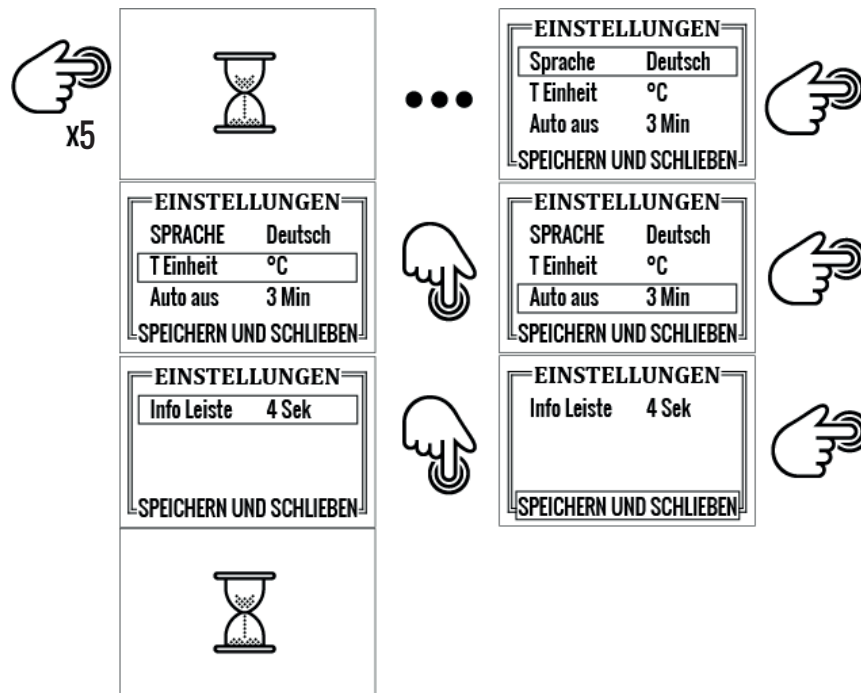 x5
EINSTELLUNGEN
Sprache Deutsch
T Einheit °C
Auto aus 3 Min
SPEICHERN UND SCHLIEBEN
EINSTELLUNGEN
SPRACHE Deutsch
T Einheit °C
Auto aus 3 Min
SPEICHERN UND SCHLIEBEN
EINSTELLUNGEN
SPRACHE Deutsch
T Einheit °C
Auto aus 3 Min
SPEICHERN UND SCHLIEBEN
EINSTELLUNGEN
Info Leiste 4 Sek
SPEICHERN UND SCHLIEBEN
EINSTELLUNGEN
Info Leiste 4 Sek
SPEICHERN UND SCHLIEBEN